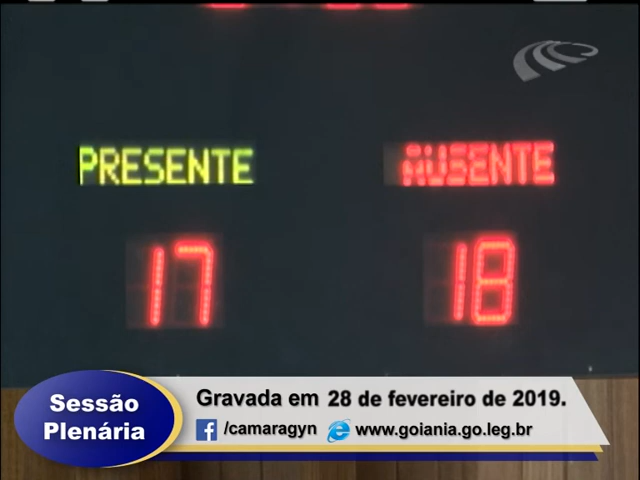 PRESENTE AUSENTE
17 18
Sessão
Plenária
Gravada em 28 de fevereiro de 2019.
/camaragyn www.goiania.go.leg.br